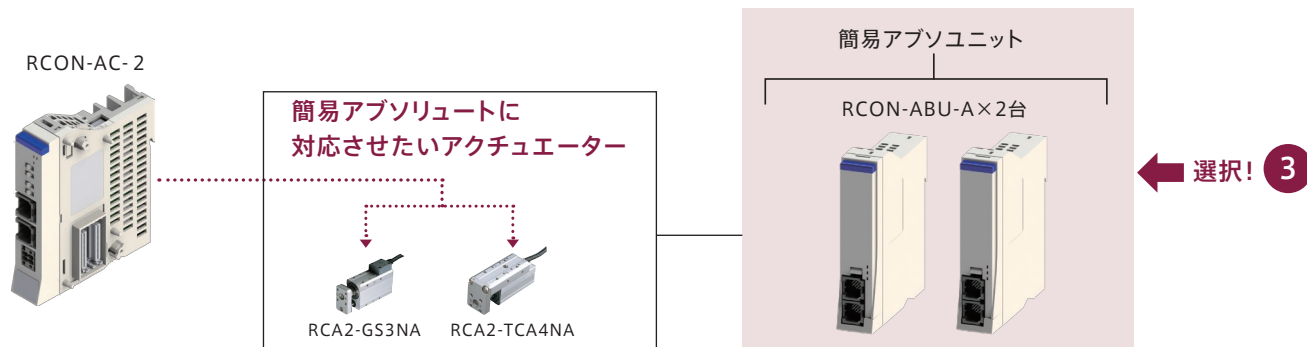 RCON-AC-2
簡易アブソリュートに
対応させたいアクチュエーター
RCA2-GS3NA
RCA2-TCA4NA
簡易アブソユニット
RCON-ABU-A×2台
選択！
3